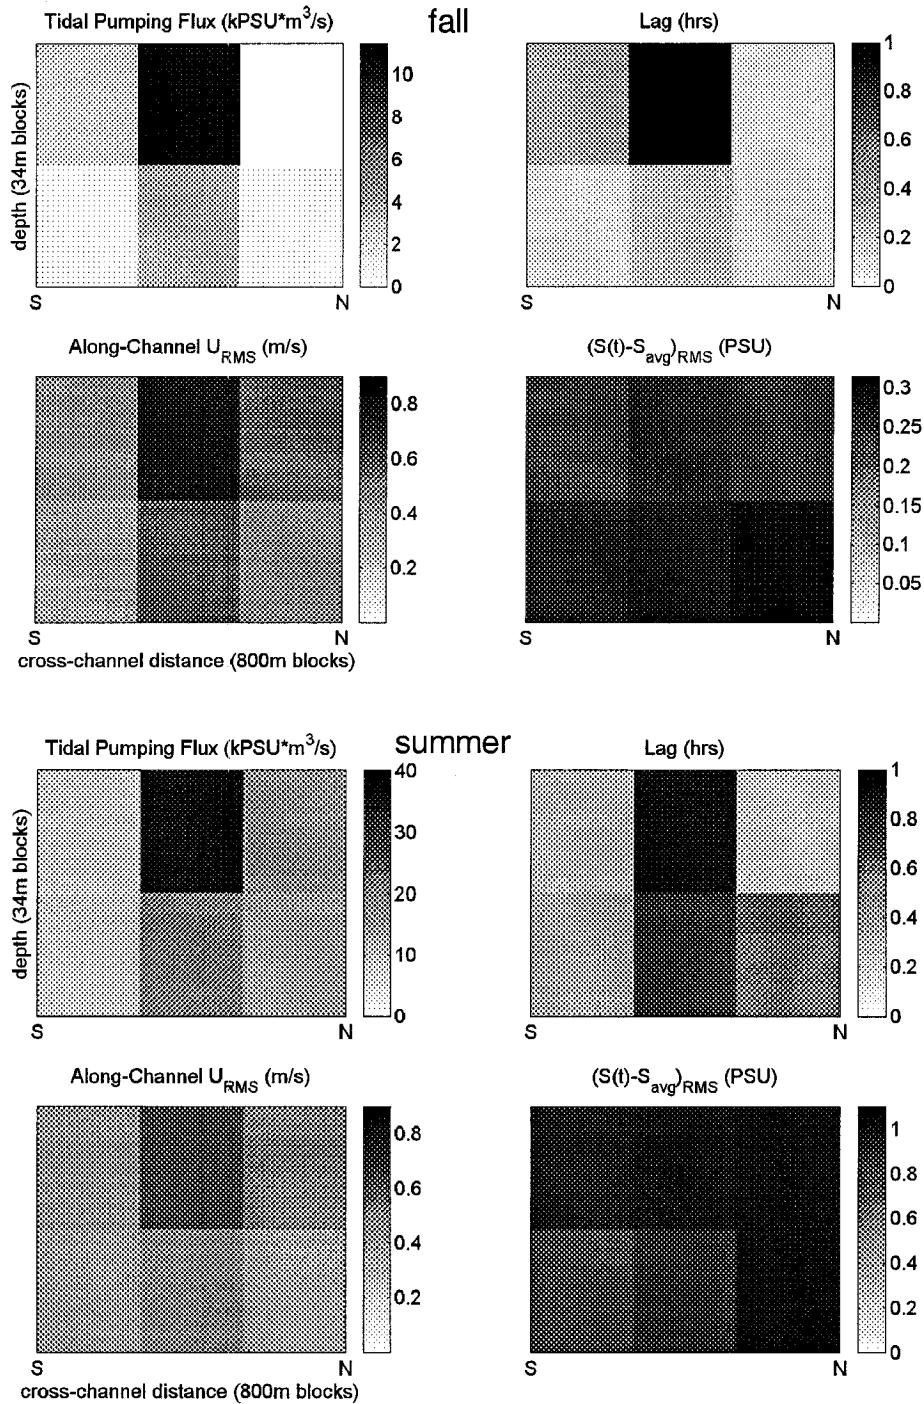 Tidal Pumping Flux (kPSU*m³/s)
fall
Lag (hrs)
depth (34m blocks)
10
8
6
4
2
0
S
N
1
0.8
0.6
0.4
0.2
0
S
N
Along-Channel U_RMS (m/s)
(S(t)-S_avg)_RMS (PSU)
0.8
0.6
0.4
0.2
S
N
cross-channel distance (800m blocks)
0.3
0.25
0.2
0.15
0.1
0.05
S
N
Tidal Pumping Flux (kPSU*m³/s)
summer
Lag (hrs)
depth (34m blocks)
40
30
20
10
0
S
N
1
0.8
0.6
0.4
0.2
0
S
N
Along-Channel U_RMS (m/s)
(S(t)-S_avg)_RMS (PSU)
0.8
0.6
0.4
0.2
S
N
cross-channel distance (800m blocks)
1
0.8
0.6
0.4
0.2
0
S
N